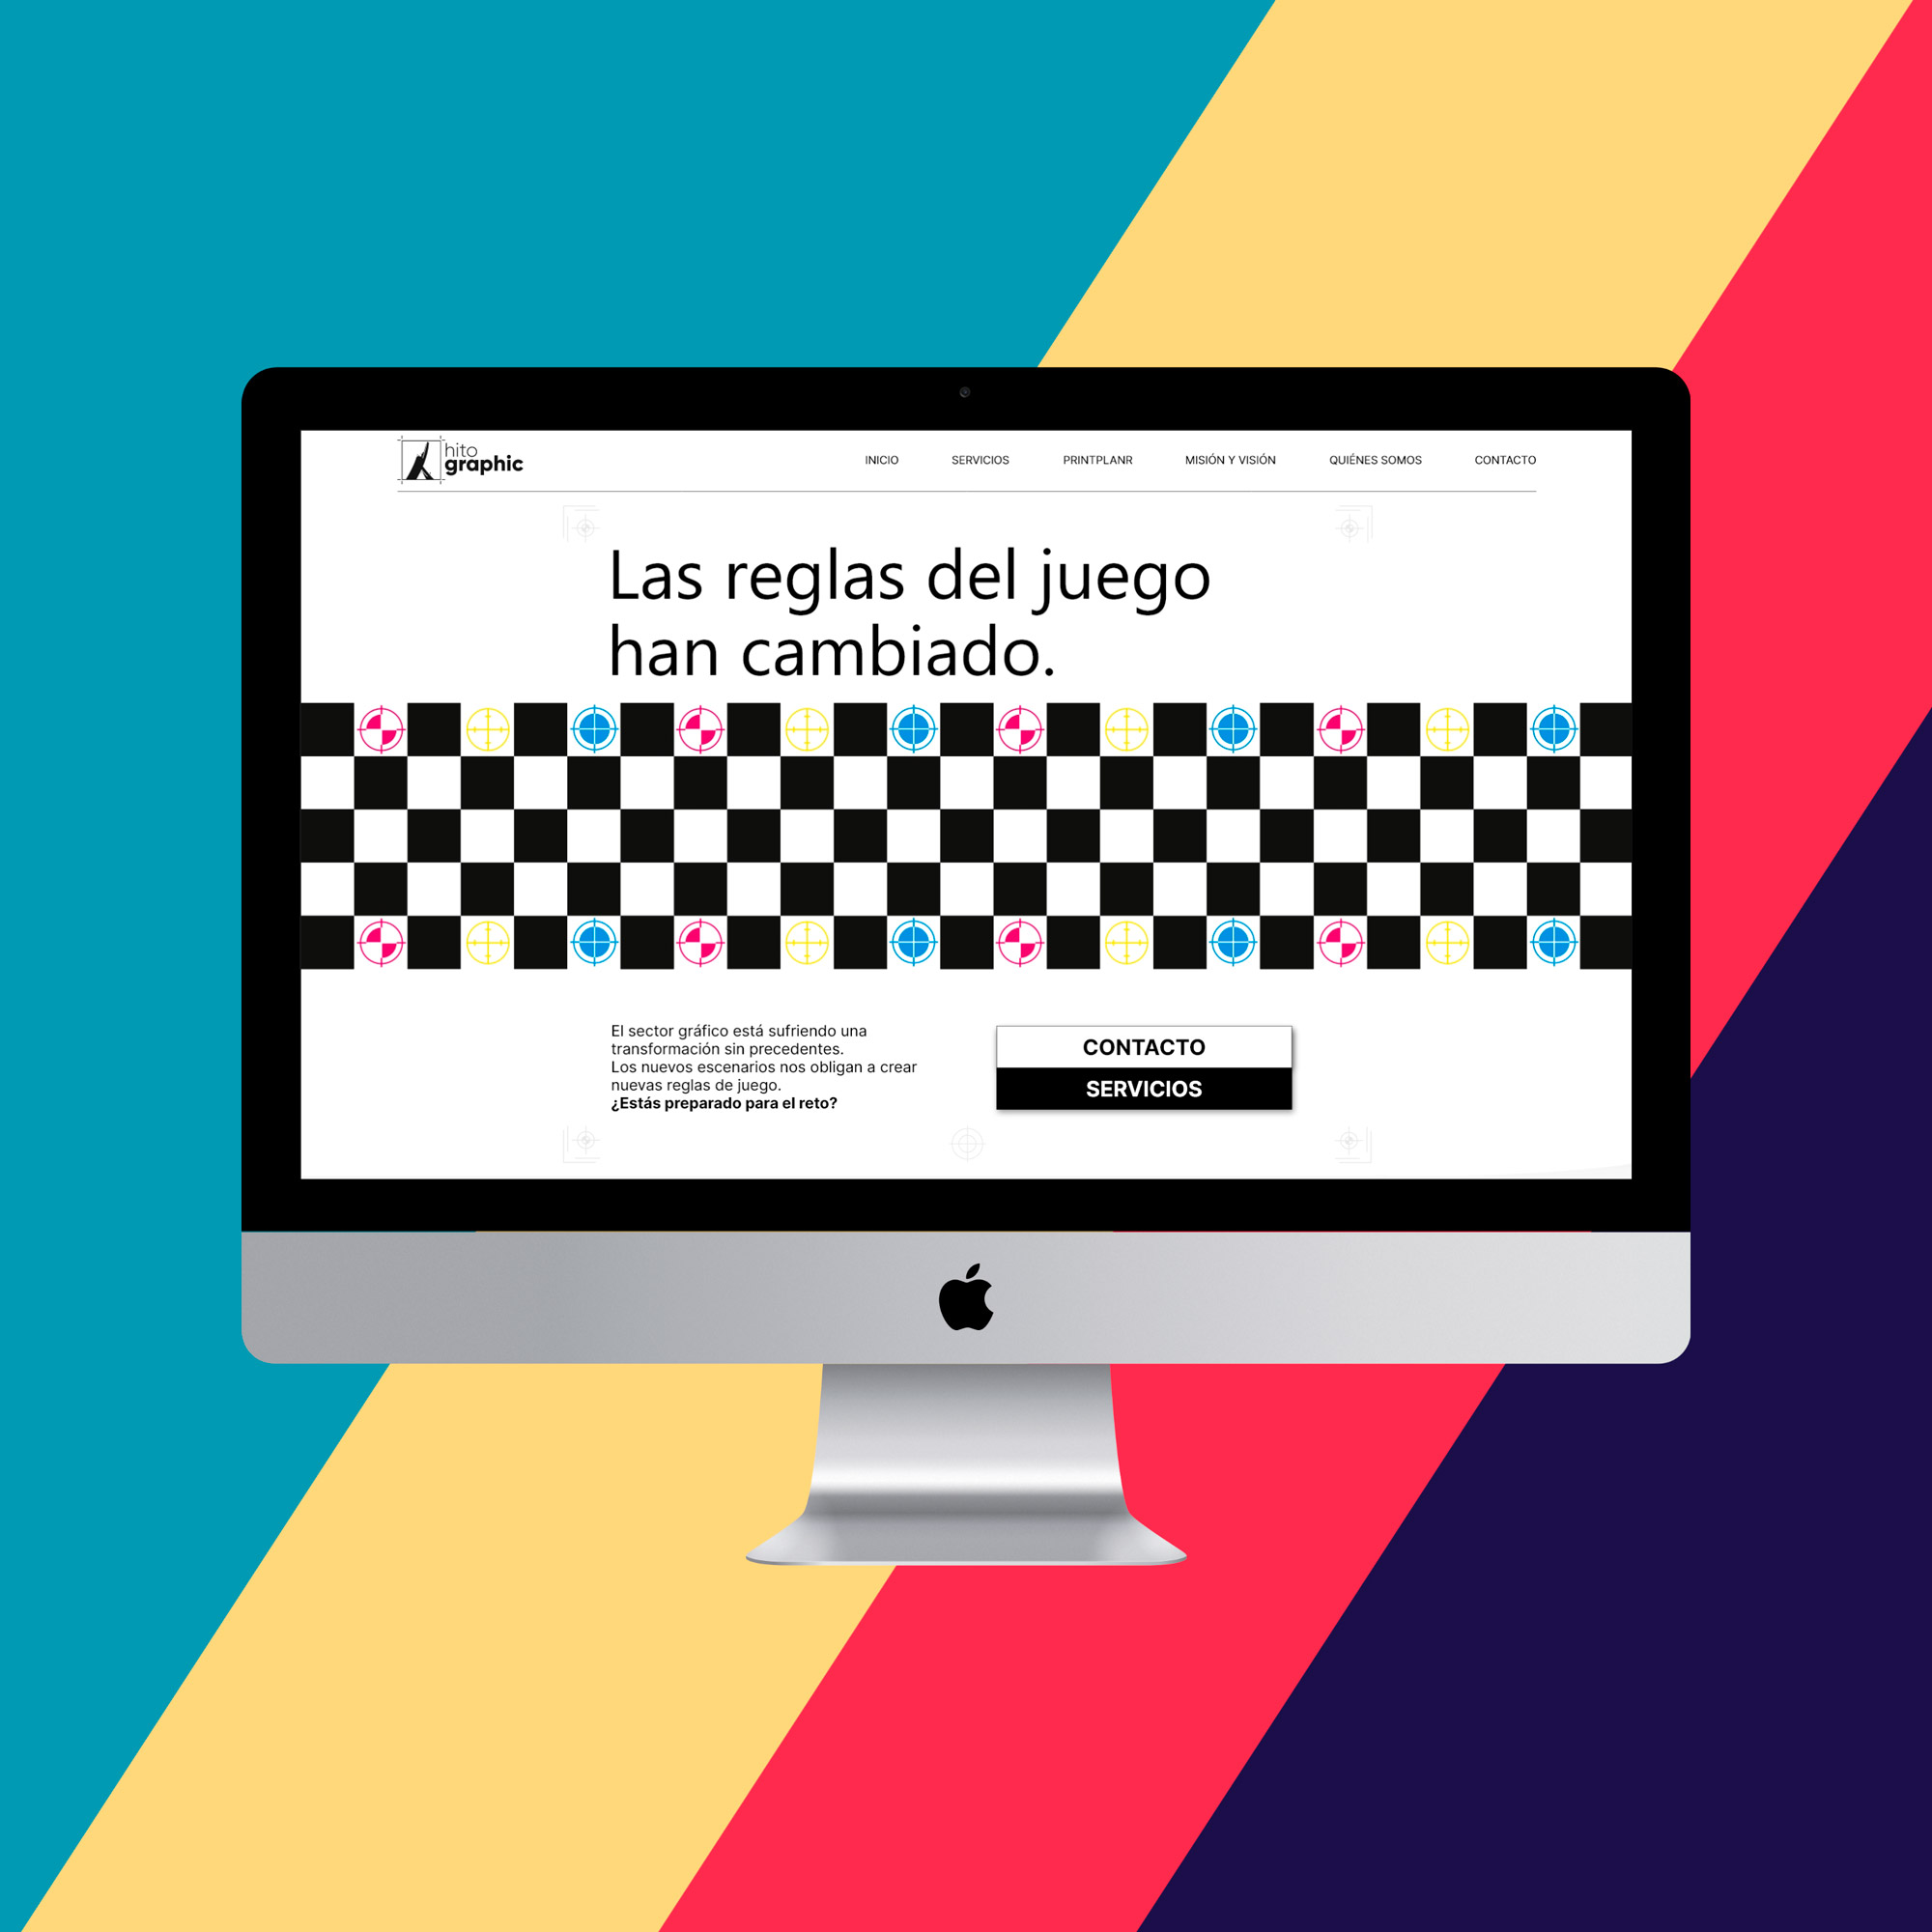 hito
graphic
INICIO SERVICIOS PRINTPLANR MISIÓN Y VISIÓN QUIÉNES SOMOS CONTACTO
Las reglas del juego
han cambiado.
El sector gráfico está sufriendo una
transformación sin precedentes.
Los nuevos escenarios nos obligan a crear
nuevas reglas de juego.
¿Estás preparado para el reto?
CONTACTO
SERVICIOS